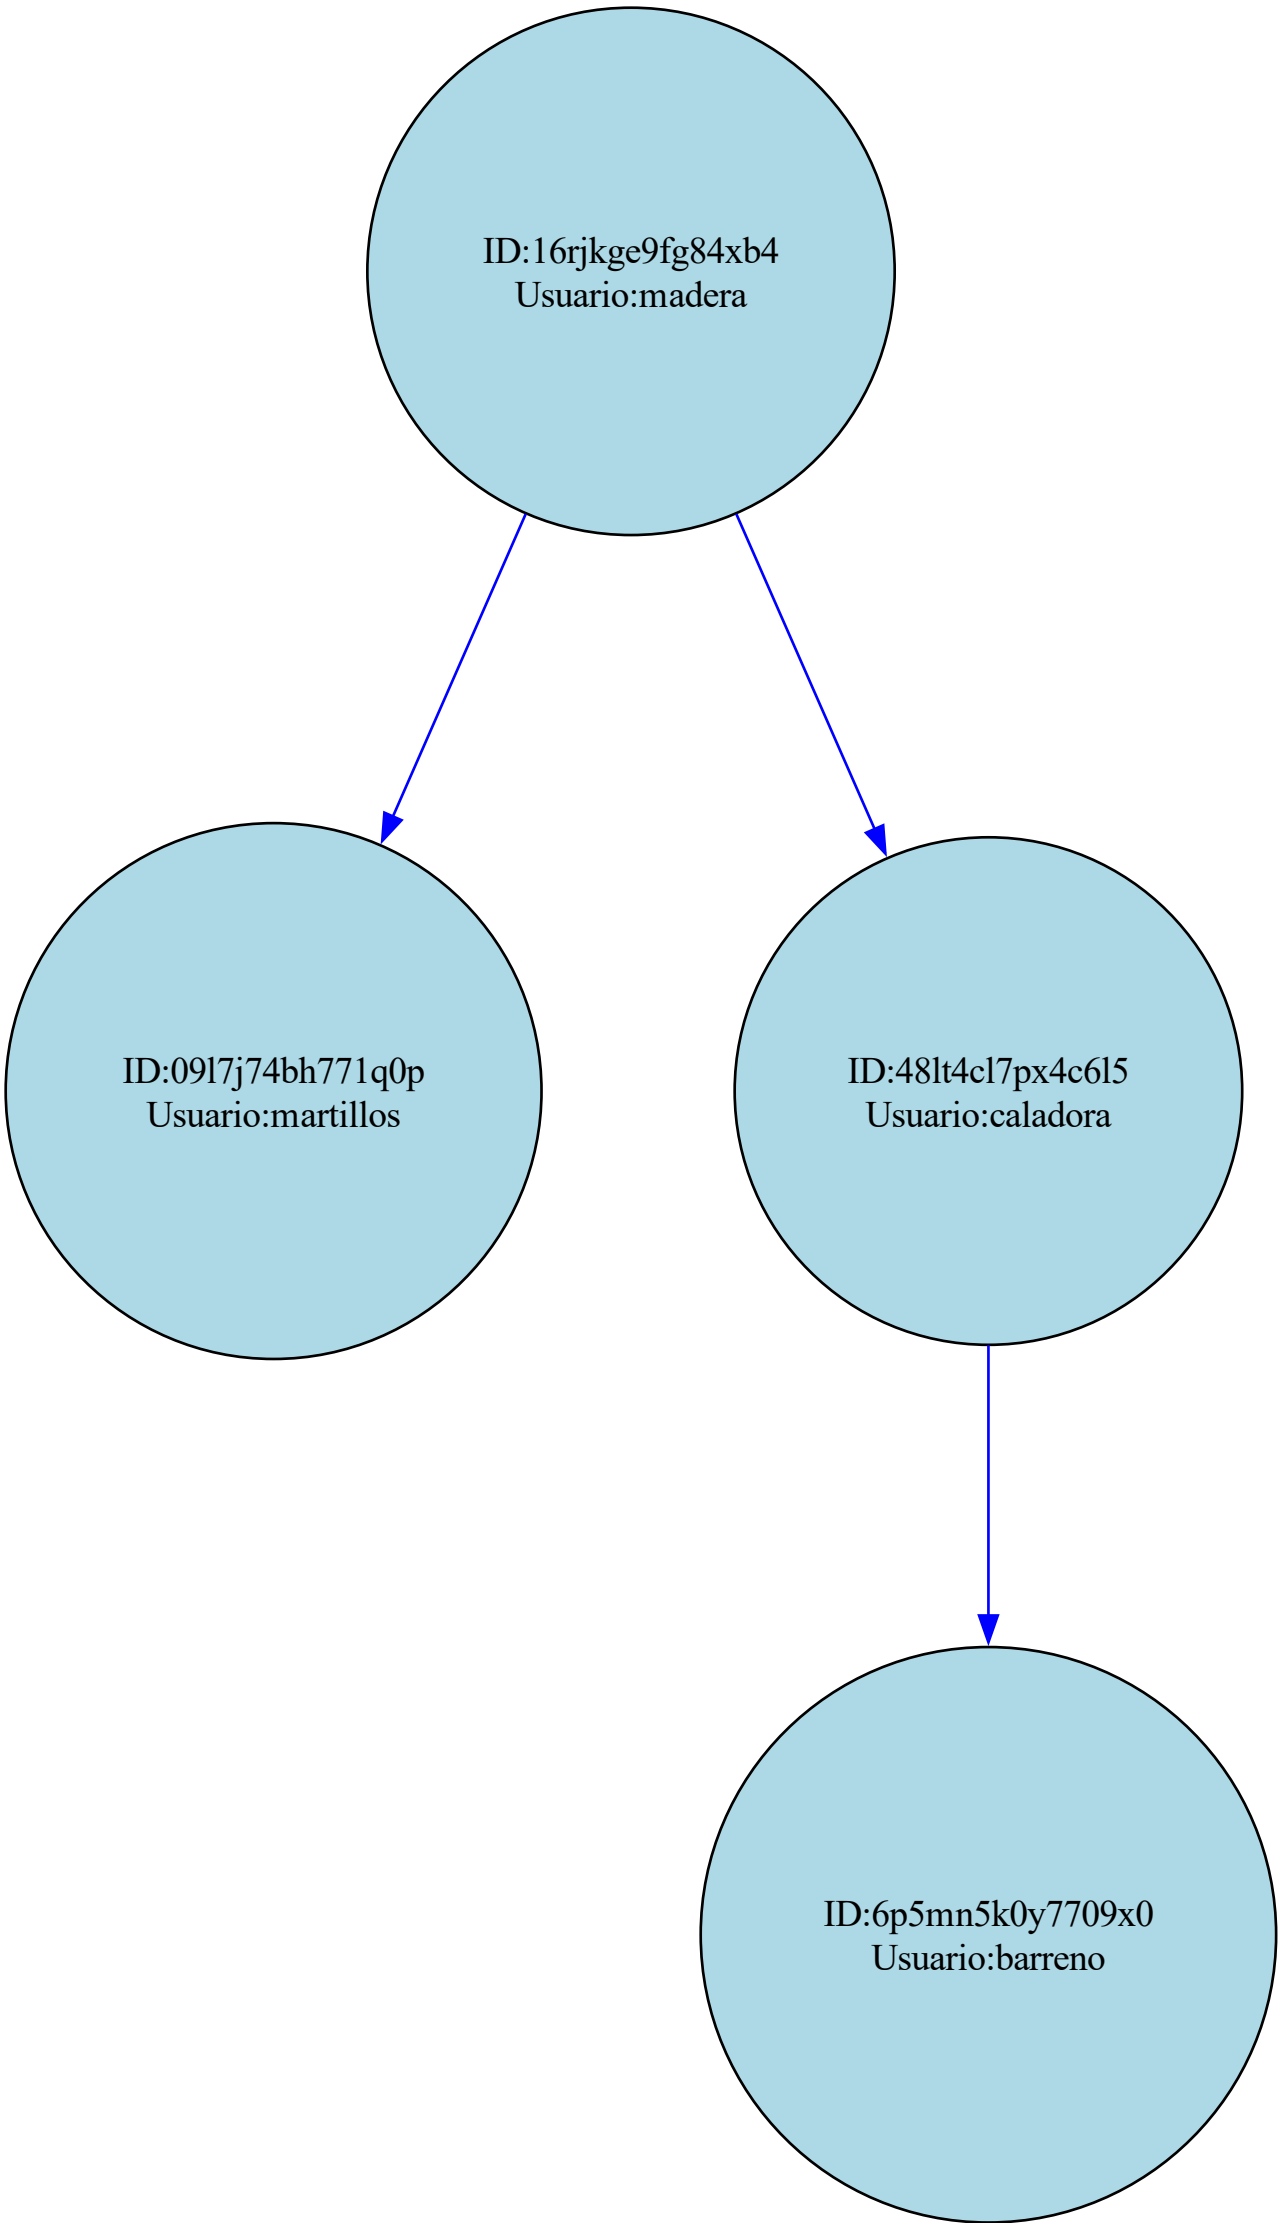 ID:16rjkge9fg84xb4
Usuario:madera
ID:09l7j74bh771q0p
Usuario:martillos
ID:48lt4cl7px4c6l5
Usuario:caladora
ID:6p5mn5k0y7709x0
Usuario:barreno